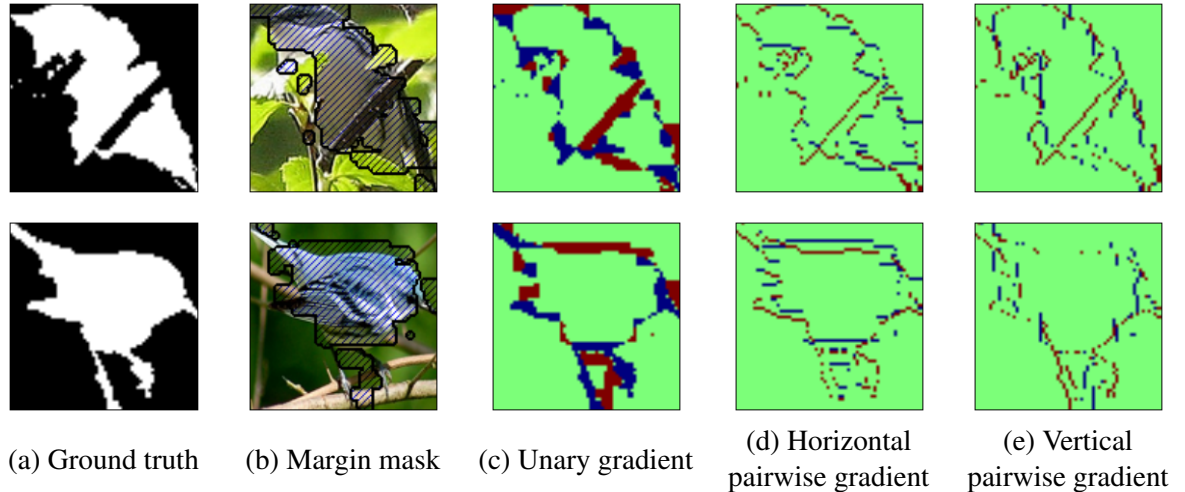 (a) Ground truth
(b) Margin mask
(c) Unary gradient
(d) Horizontal
pairwise gradient
(e) Vertical
pairwise gradient